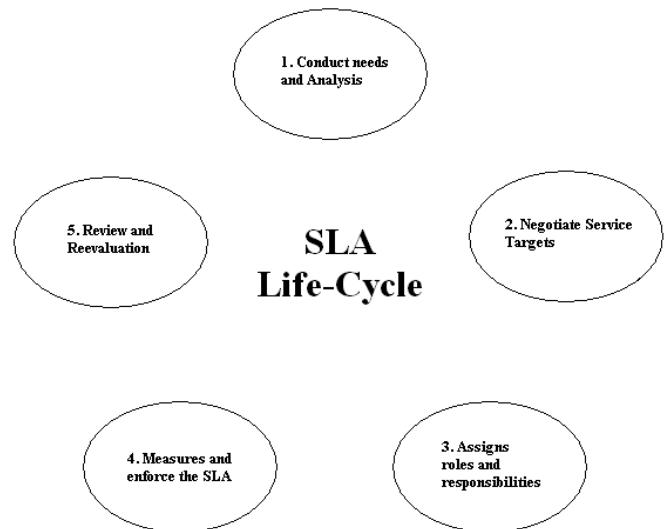 1. Conduct needs
and Analysis
2. Negotiate Service
Targets
3. Assigns
roles and
responsibilities
4. Measures and
enforce the SLA
5. Review and
Reevaluation
SLA
Life-Cycle